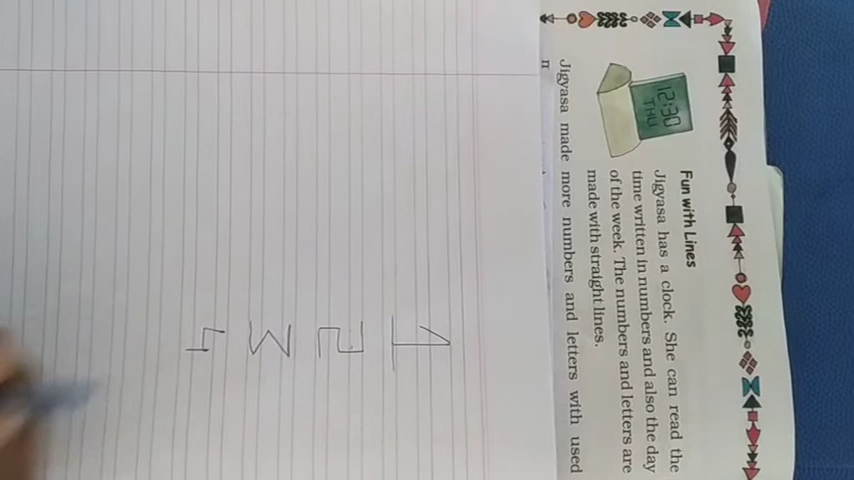 Fun with Lines
Jigyasa has a clock. She can read the
time written in numbers and also the day
of the week. The numbers and letters are
made with straight lines.
12:30
THU
Jigyasa made more numbers and letters with used
1
2
3
4